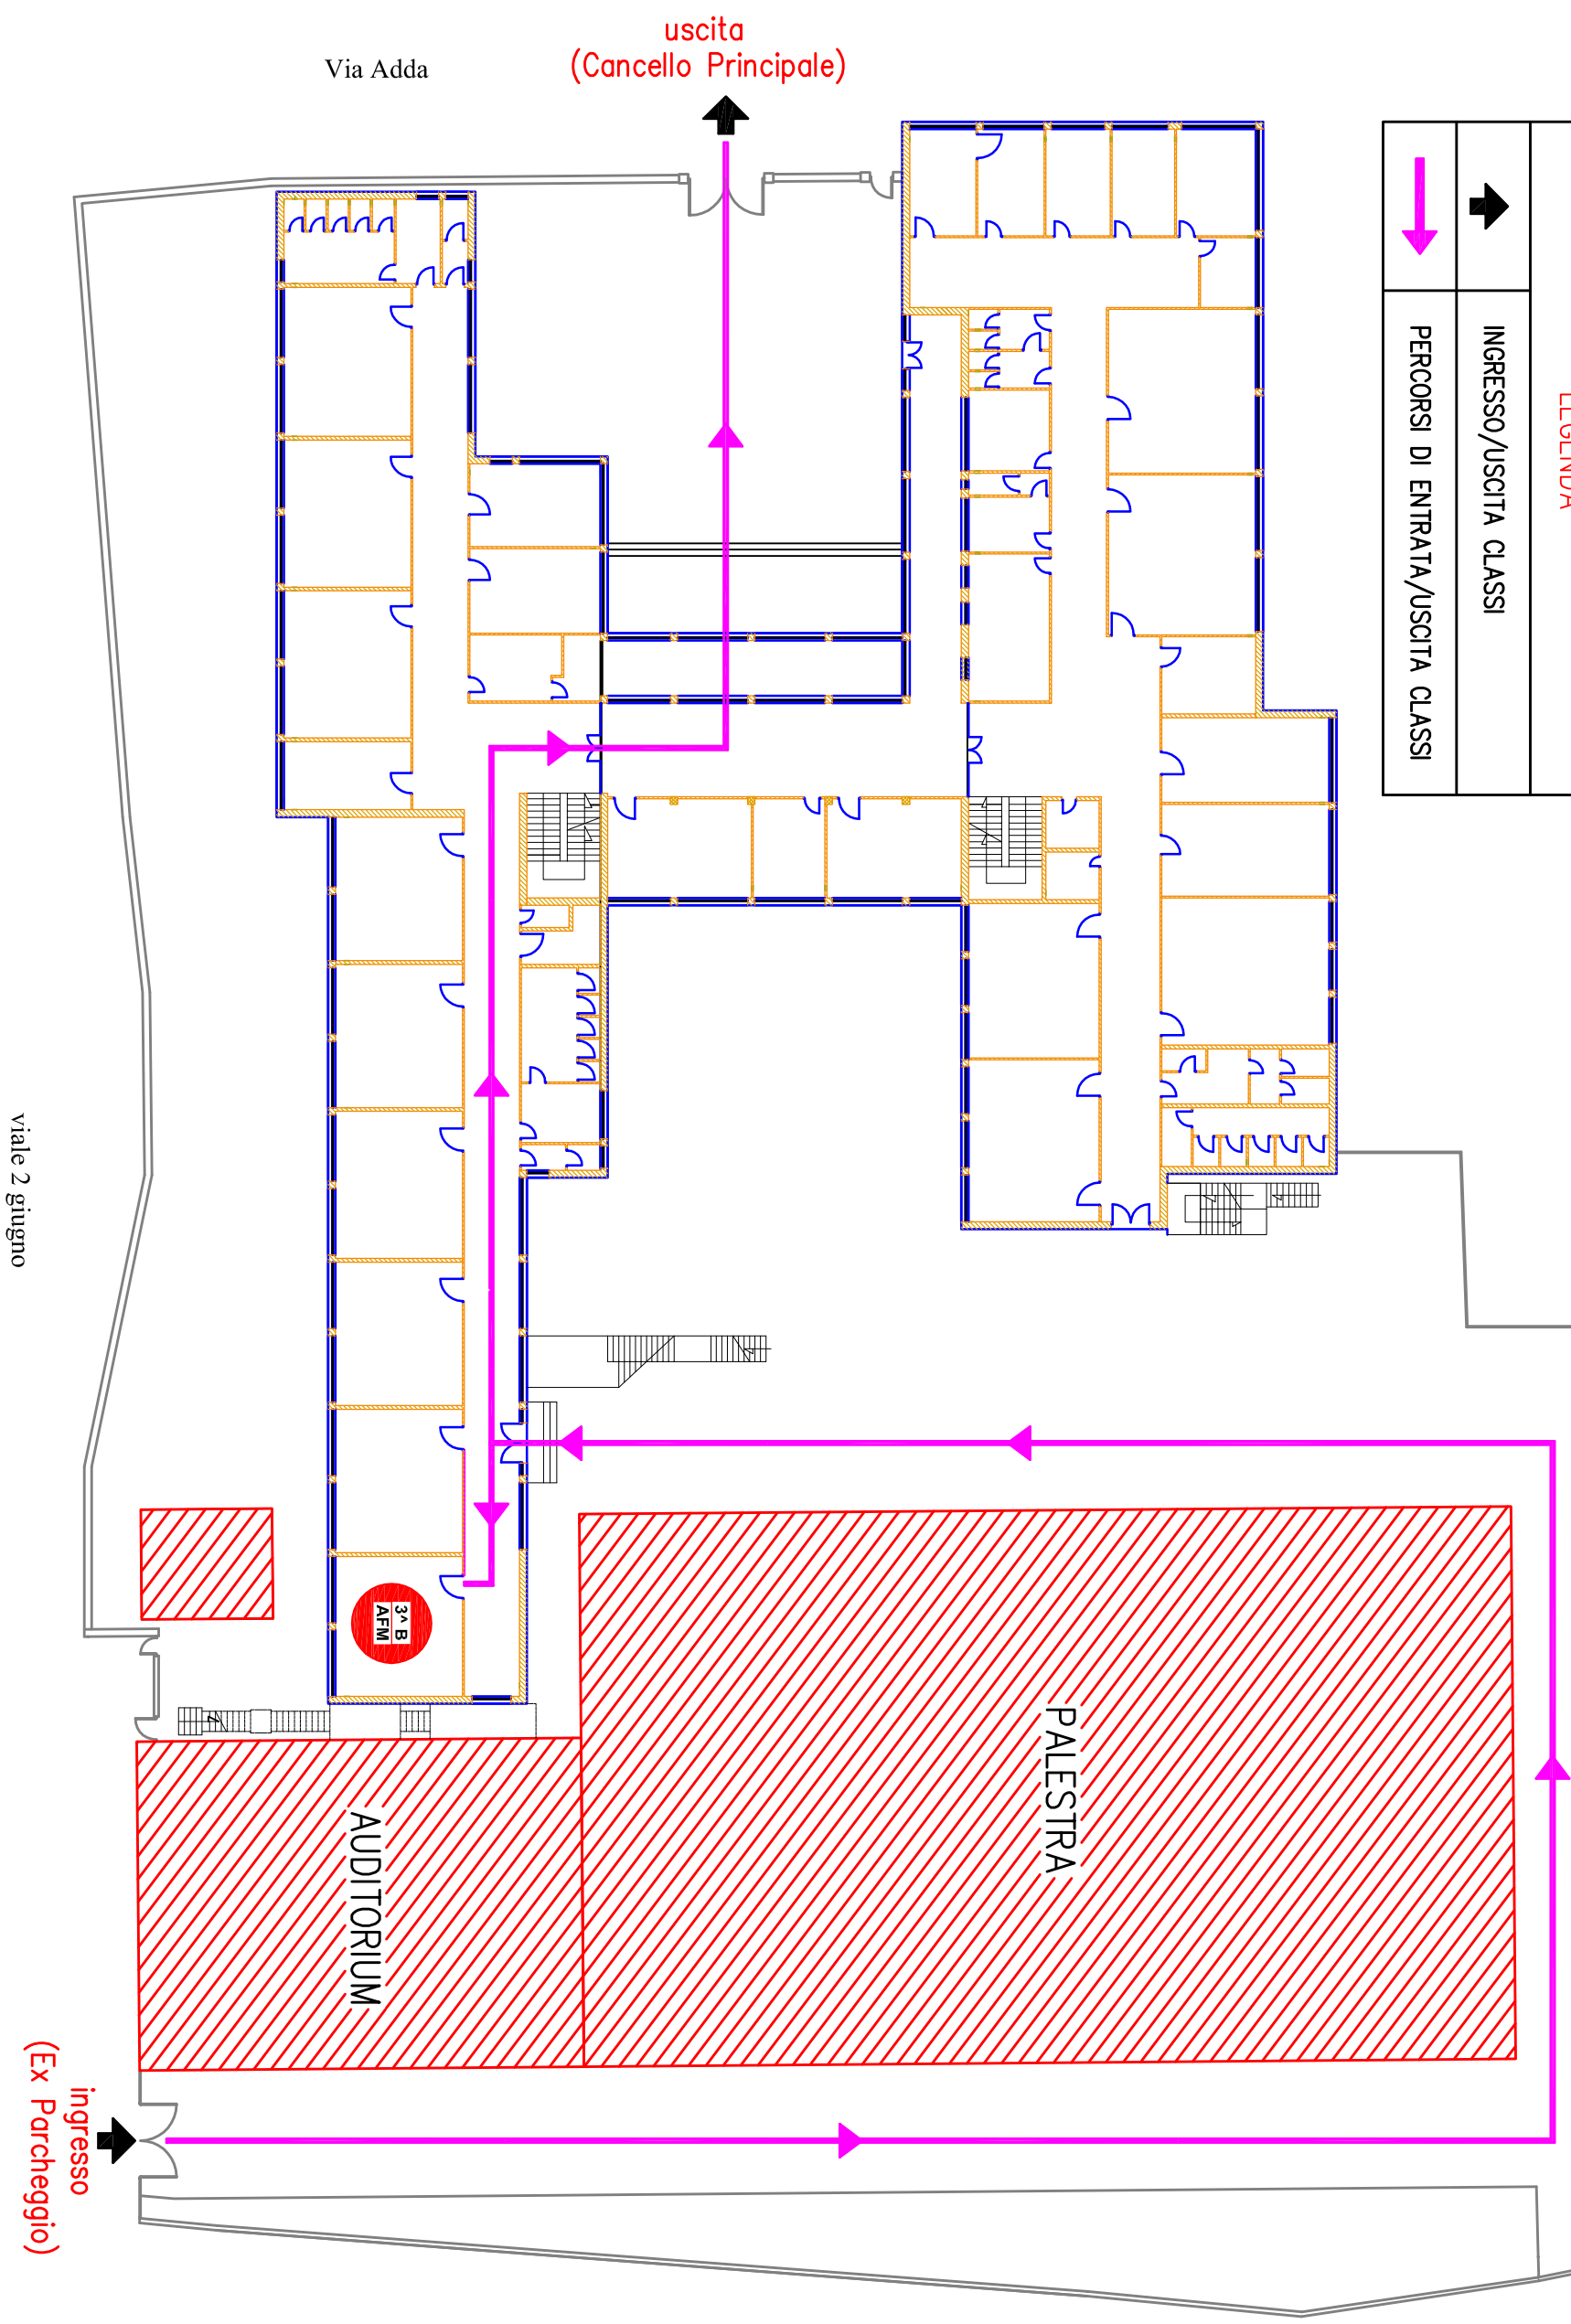 uscita
(Cancello Principale)
Via Adda
LEGENDA
INGRESSO/USCITA CLASSI
PERCORSI DI ENTRATA/USCITA CLASSI
viale 2 giugno
3^ B
AFM
PALESTRA
AUDITORIUM
ingresso
(Ex Parcheggio)